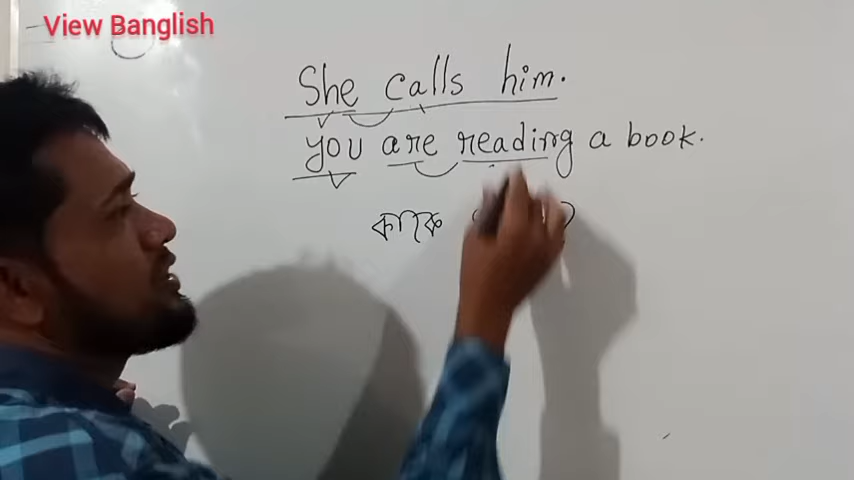 View Banglish
She calls him.
you are reading a book.
কাকে